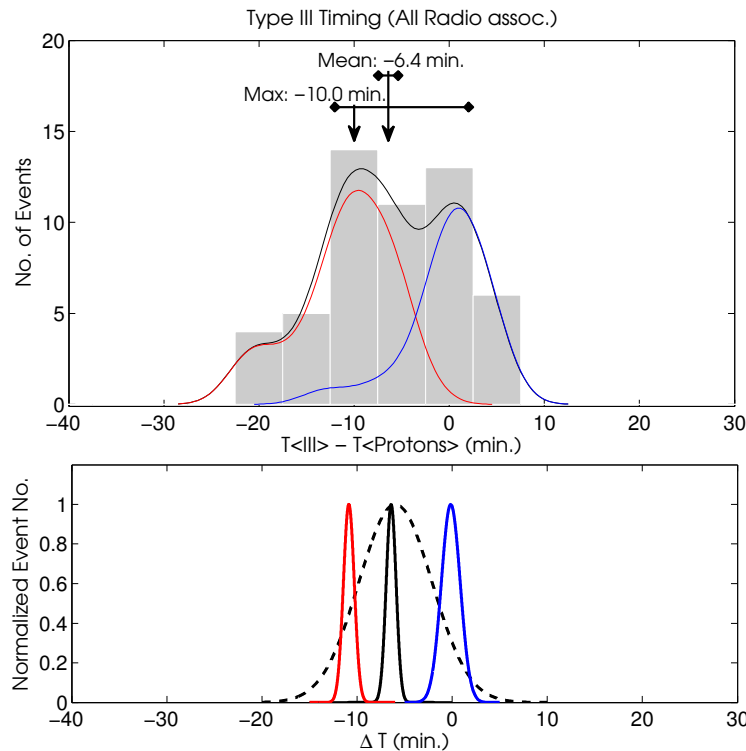 Type III Timing (All Radio assoc.)
20
Mean: −6.4 min.
Max: −10.0 min.
15
No. of Events
10
5
0
−40 −30 −20 −10 0 10 20 30
T<III> − T<Protons> (min.)
Normalized Event No.
1
0.8
0.6
0.4
0.2
0
−40 −30 −20 −10 0 10 20 30
Δ T (min.)